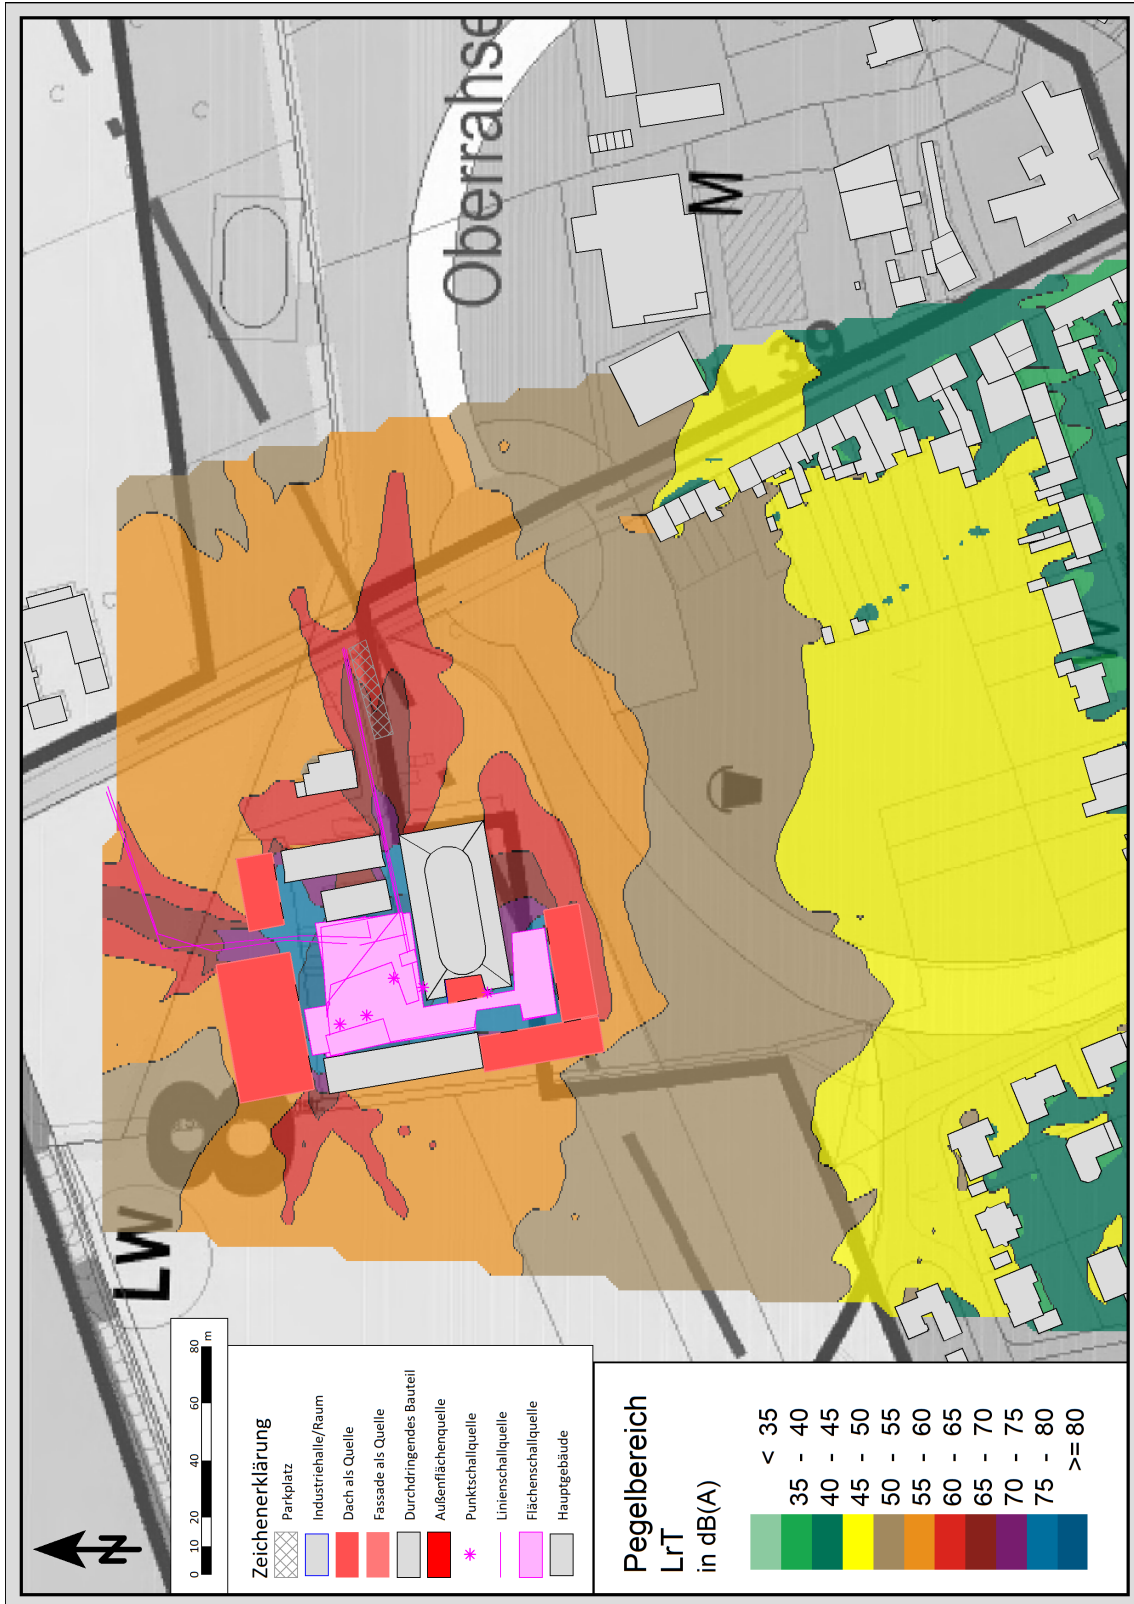 Oberrahse
M
L 39
W
8
LW
N
0 10 20 40 60 80
m
Zeichenerklärung
Parkplatz
Industriehalle/Raum
Dach als Quelle
Fassade als Quelle
Durchdringendes Bauteil
Außenflächenquelle
Punktschallquelle
Linienschallquelle
Flächenschallquelle
Hauptgebäude
Pegelbereich
LrT
in dB(A)
< 35
35 - 40
40 - 45
45 - 50
50 - 55
55 - 60
60 - 65
65 - 70
70 - 75
75 - 80
>= 80